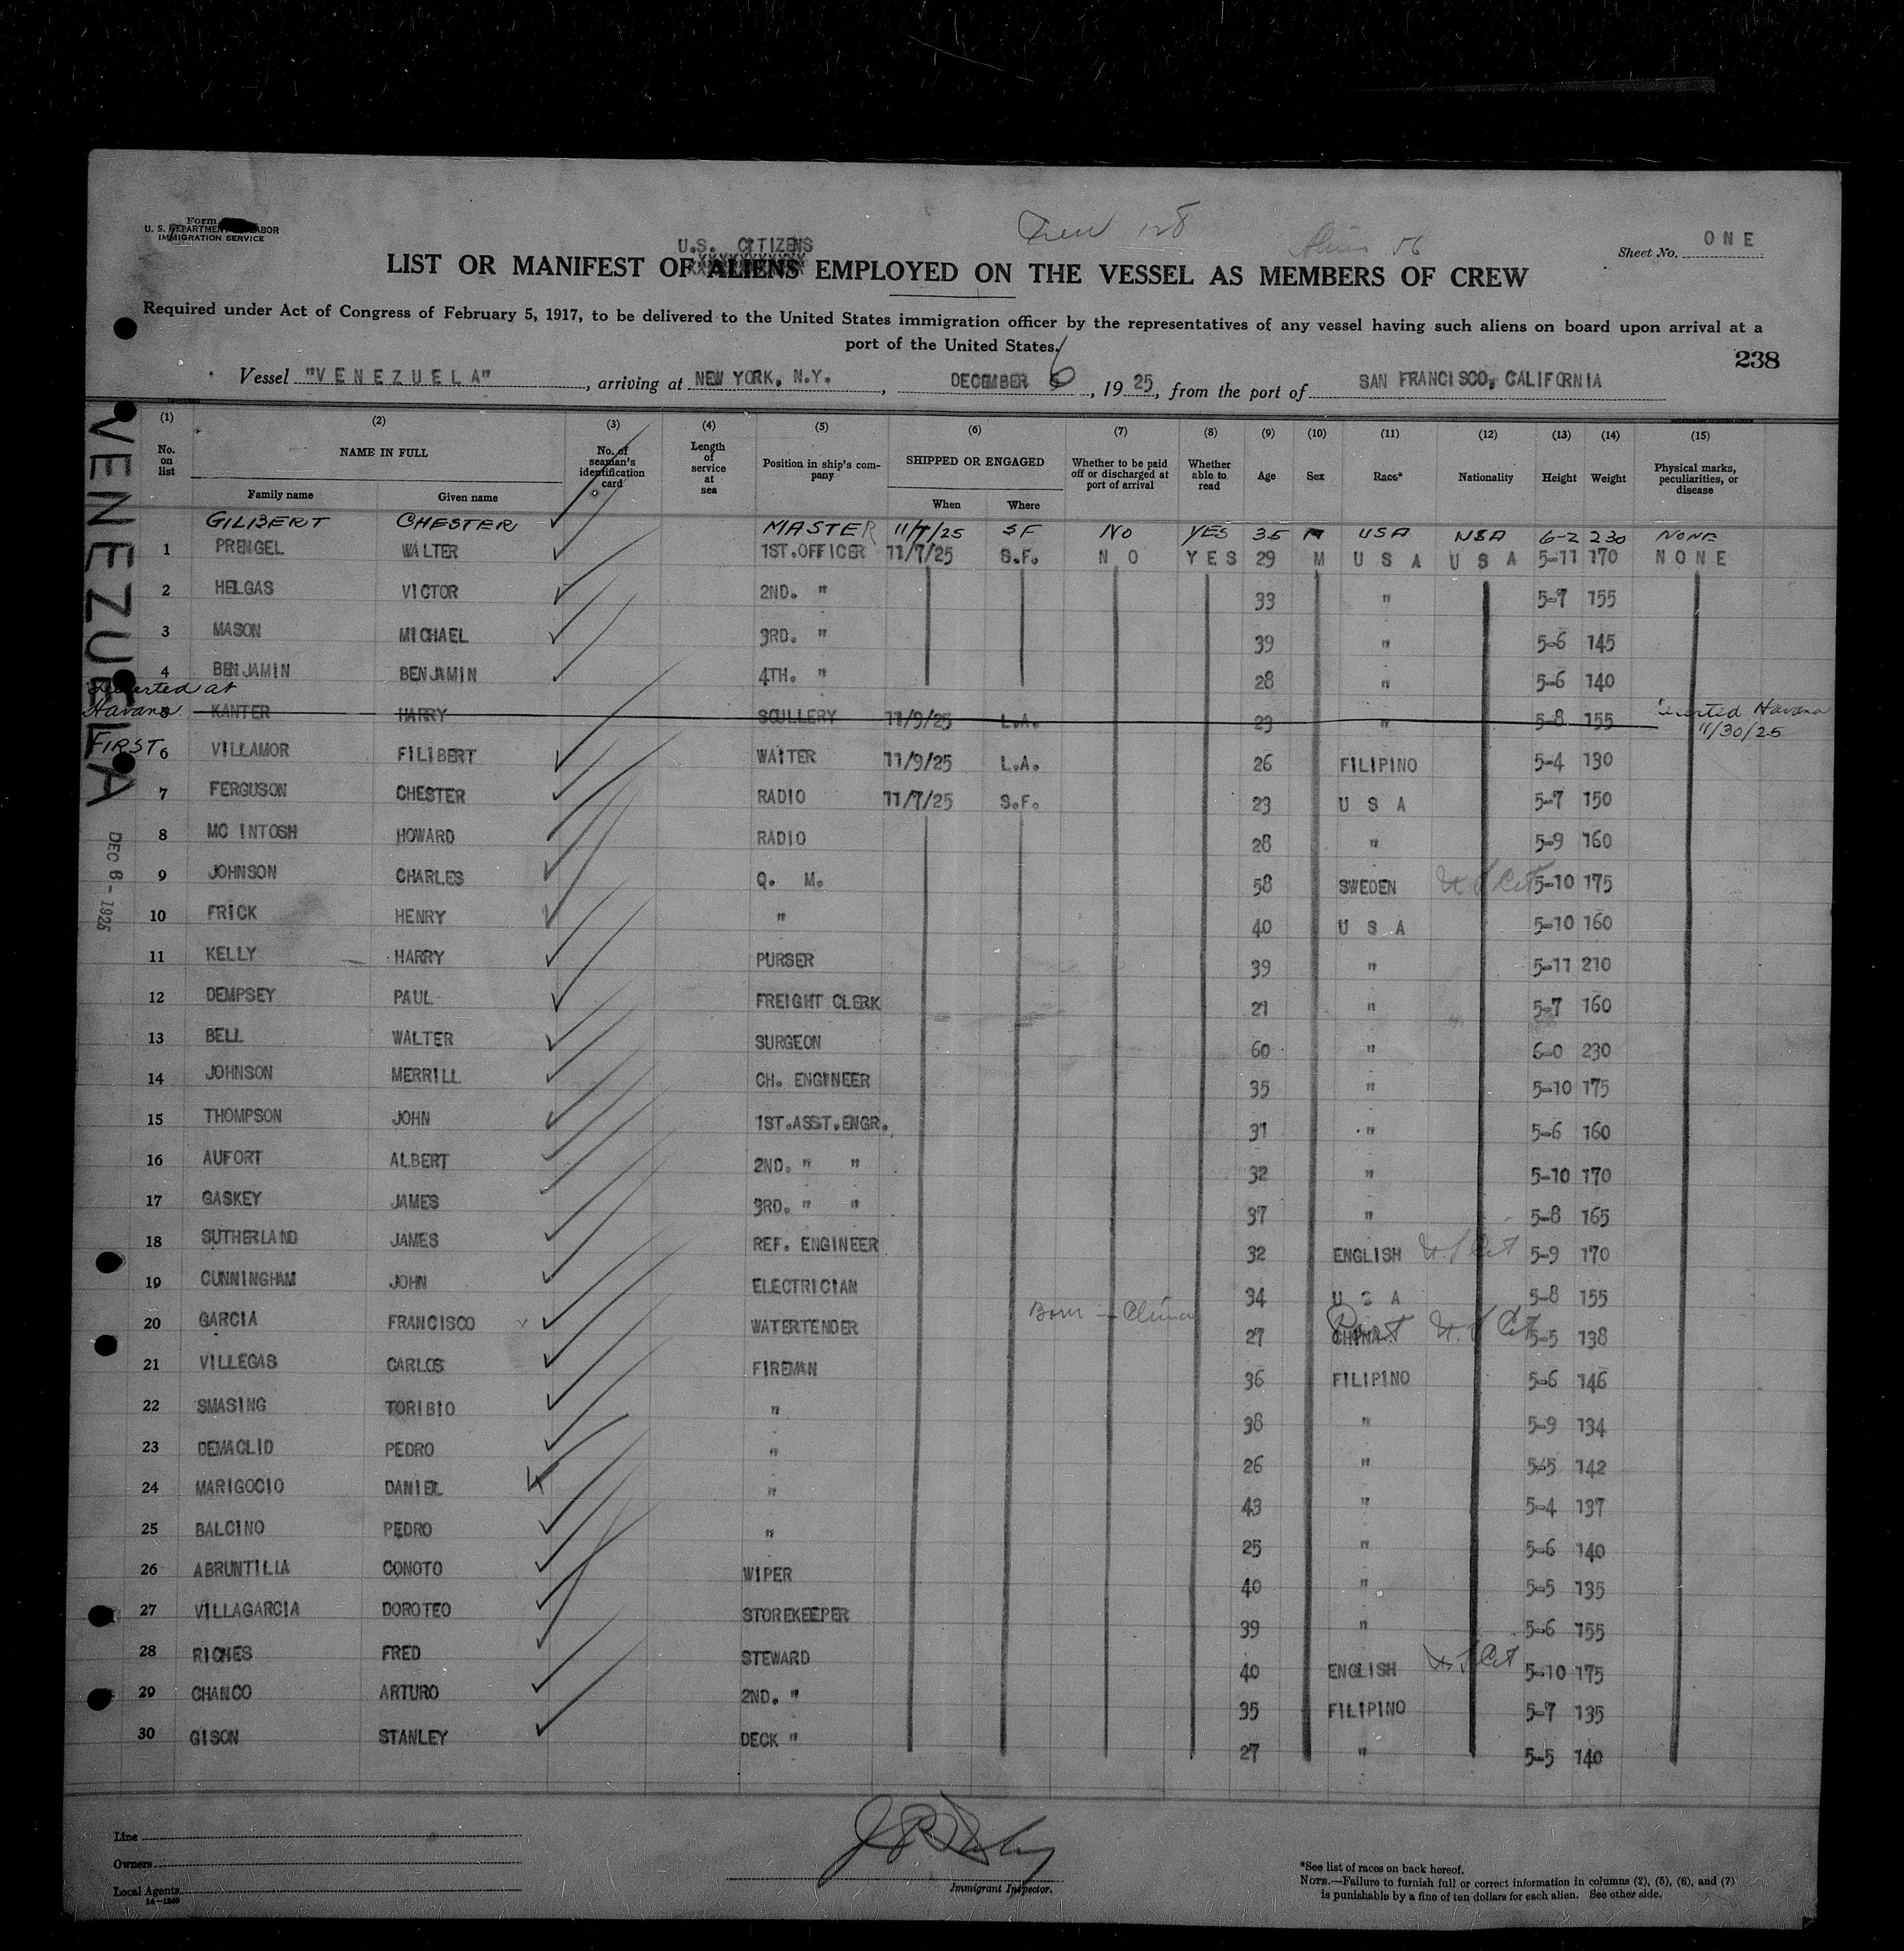 Form
U. S. DEPARTMENT OF LABOR
IMMIGRATION SERVICE
Crew 128
U.S. CITIZENS
Sheet No. ONE
LIST OR MANIFEST OF ALIENS EMPLOYED ON THE VESSEL AS MEMBERS OF CREW
Required under Act of Congress of February 5, 1917, to be delivered to the United States immigration officer by the representatives of any vessel having such aliens on board upon arrival at a
port of the United States.
238
Vessel "VENEZUELA", arriving at NEW YORK, N.Y., DECEMBER 6, 1925, from the port of SAN FRANCISCO, CALIFORNIA
(1) (2) (3) (4) (5) (6) (7) (8) (9) (10) (11) (12) (13) (14) (15)
No. on list NAME IN FULL No. of seaman's identification card Length of service at sea Position in ship's company SHIPPED OR ENGAGED Whether to be paid off or discharged at port of arrival Whether able to read Age Sex Race* Nationality Height Weight Physical marks, peculiarities, or disease
Family name Given name When Where
GILBERT CHESTER MASTER 11/7/25 SF NO YES 35 M USA USA 6-2 230 NONE
1 PRENGEL WALTER 1ST.OFFICER 11/7/25 S.F. NO YES 29 M USA USA 5-11 170 NONE
2 HELGAS VICTOR 2ND. " 33 " 5-7 155
3 MASON MICHAEL 3RD. " 39 " 5-6 145
4 BENJAMIN BENJAMIN 4TH. " 28 " 5-6 140
Deserted at
Havana 5 KANTER HARRY SCULLERY 11/9/25 L.A. 23 " 5-8 155 Deserted Havana
11/30/25
FIRST 6 VILLAMOR FILIBERT WAITER 11/9/25 L.A. 26 FILIPINO 5-4 130
7 FERGUSON CHESTER RADIO 11/7/25 S.F. 23 U S A 5-7 150
8 MC INTOSH HOWARD RADIO 28 " 5-9 160
9 JOHNSON CHARLES Q. M. 58 SWEDEN U S Cit 5-10 175
10 FRICK HENRY " 40 U S A 5-10 160
11 KELLY HARRY PURSER 39 " 5-11 210
12 DEMPSEY PAUL FREIGHT CLERK 21 " 5-7 160
13 BELL WALTER SURGEON 60 " 6-0 230
14 JOHNSON MERRILL CH. ENGINEER 35 " 5-10 175
15 THOMPSON JOHN 1ST.ASST.ENGR. 31 " 5-6 160
16 AUFORT ALBERT 2ND. " " 32 " 5-10 170
17 GASKEY JAMES 3RD. " " 37 " 5-8 165
18 SUTHERLAND JAMES REF. ENGINEER 32 ENGLISH U S Cit 5-9 170
19 CUNNINGHAM JOHN ELECTRICIAN 34 U S A 5-8 155
20 GARCIA FRANCISCO x WATERTENDER Born - China 27 CHINA Port U S Cit 5-5 138
21 VILLEGAS CARLOS FIREMAN 36 FILIPINO 5-6 146
22 SMASING TORIBIO " 38 " 5-9 134
23 DEMACLID PEDRO " 26 " 5-5 142
24 MARIGOCIO DANIEL " 43 " 5-4 137
25 BALCINO PEDRO " 25 " 5-6 140
26 ABRUNTILLA CONOTO WIPER 40 " 5-5 135
27 VILLAGARCIA DOROTEO STOREKEEPER 39 " 5-6 155
28 RICHES FRED STEWARD 40 ENGLISH U S Cit 5-10 175
29 CHANCO ARTURO 2ND. " 35 FILIPINO 5-7 135
30 GISON STANLEY DECK " 27 " 5-5 140
VENEZUELA
DEC 6 - 1925
Line
Owners
Local Agents
14—1240
Immigrant Inspector.
*See list of races on back hereof.
NOTE.—Failure to furnish full or correct information in columns (2), (5), (6), and (7)
is punishable by a fine of ten dollars for each alien. See other side.